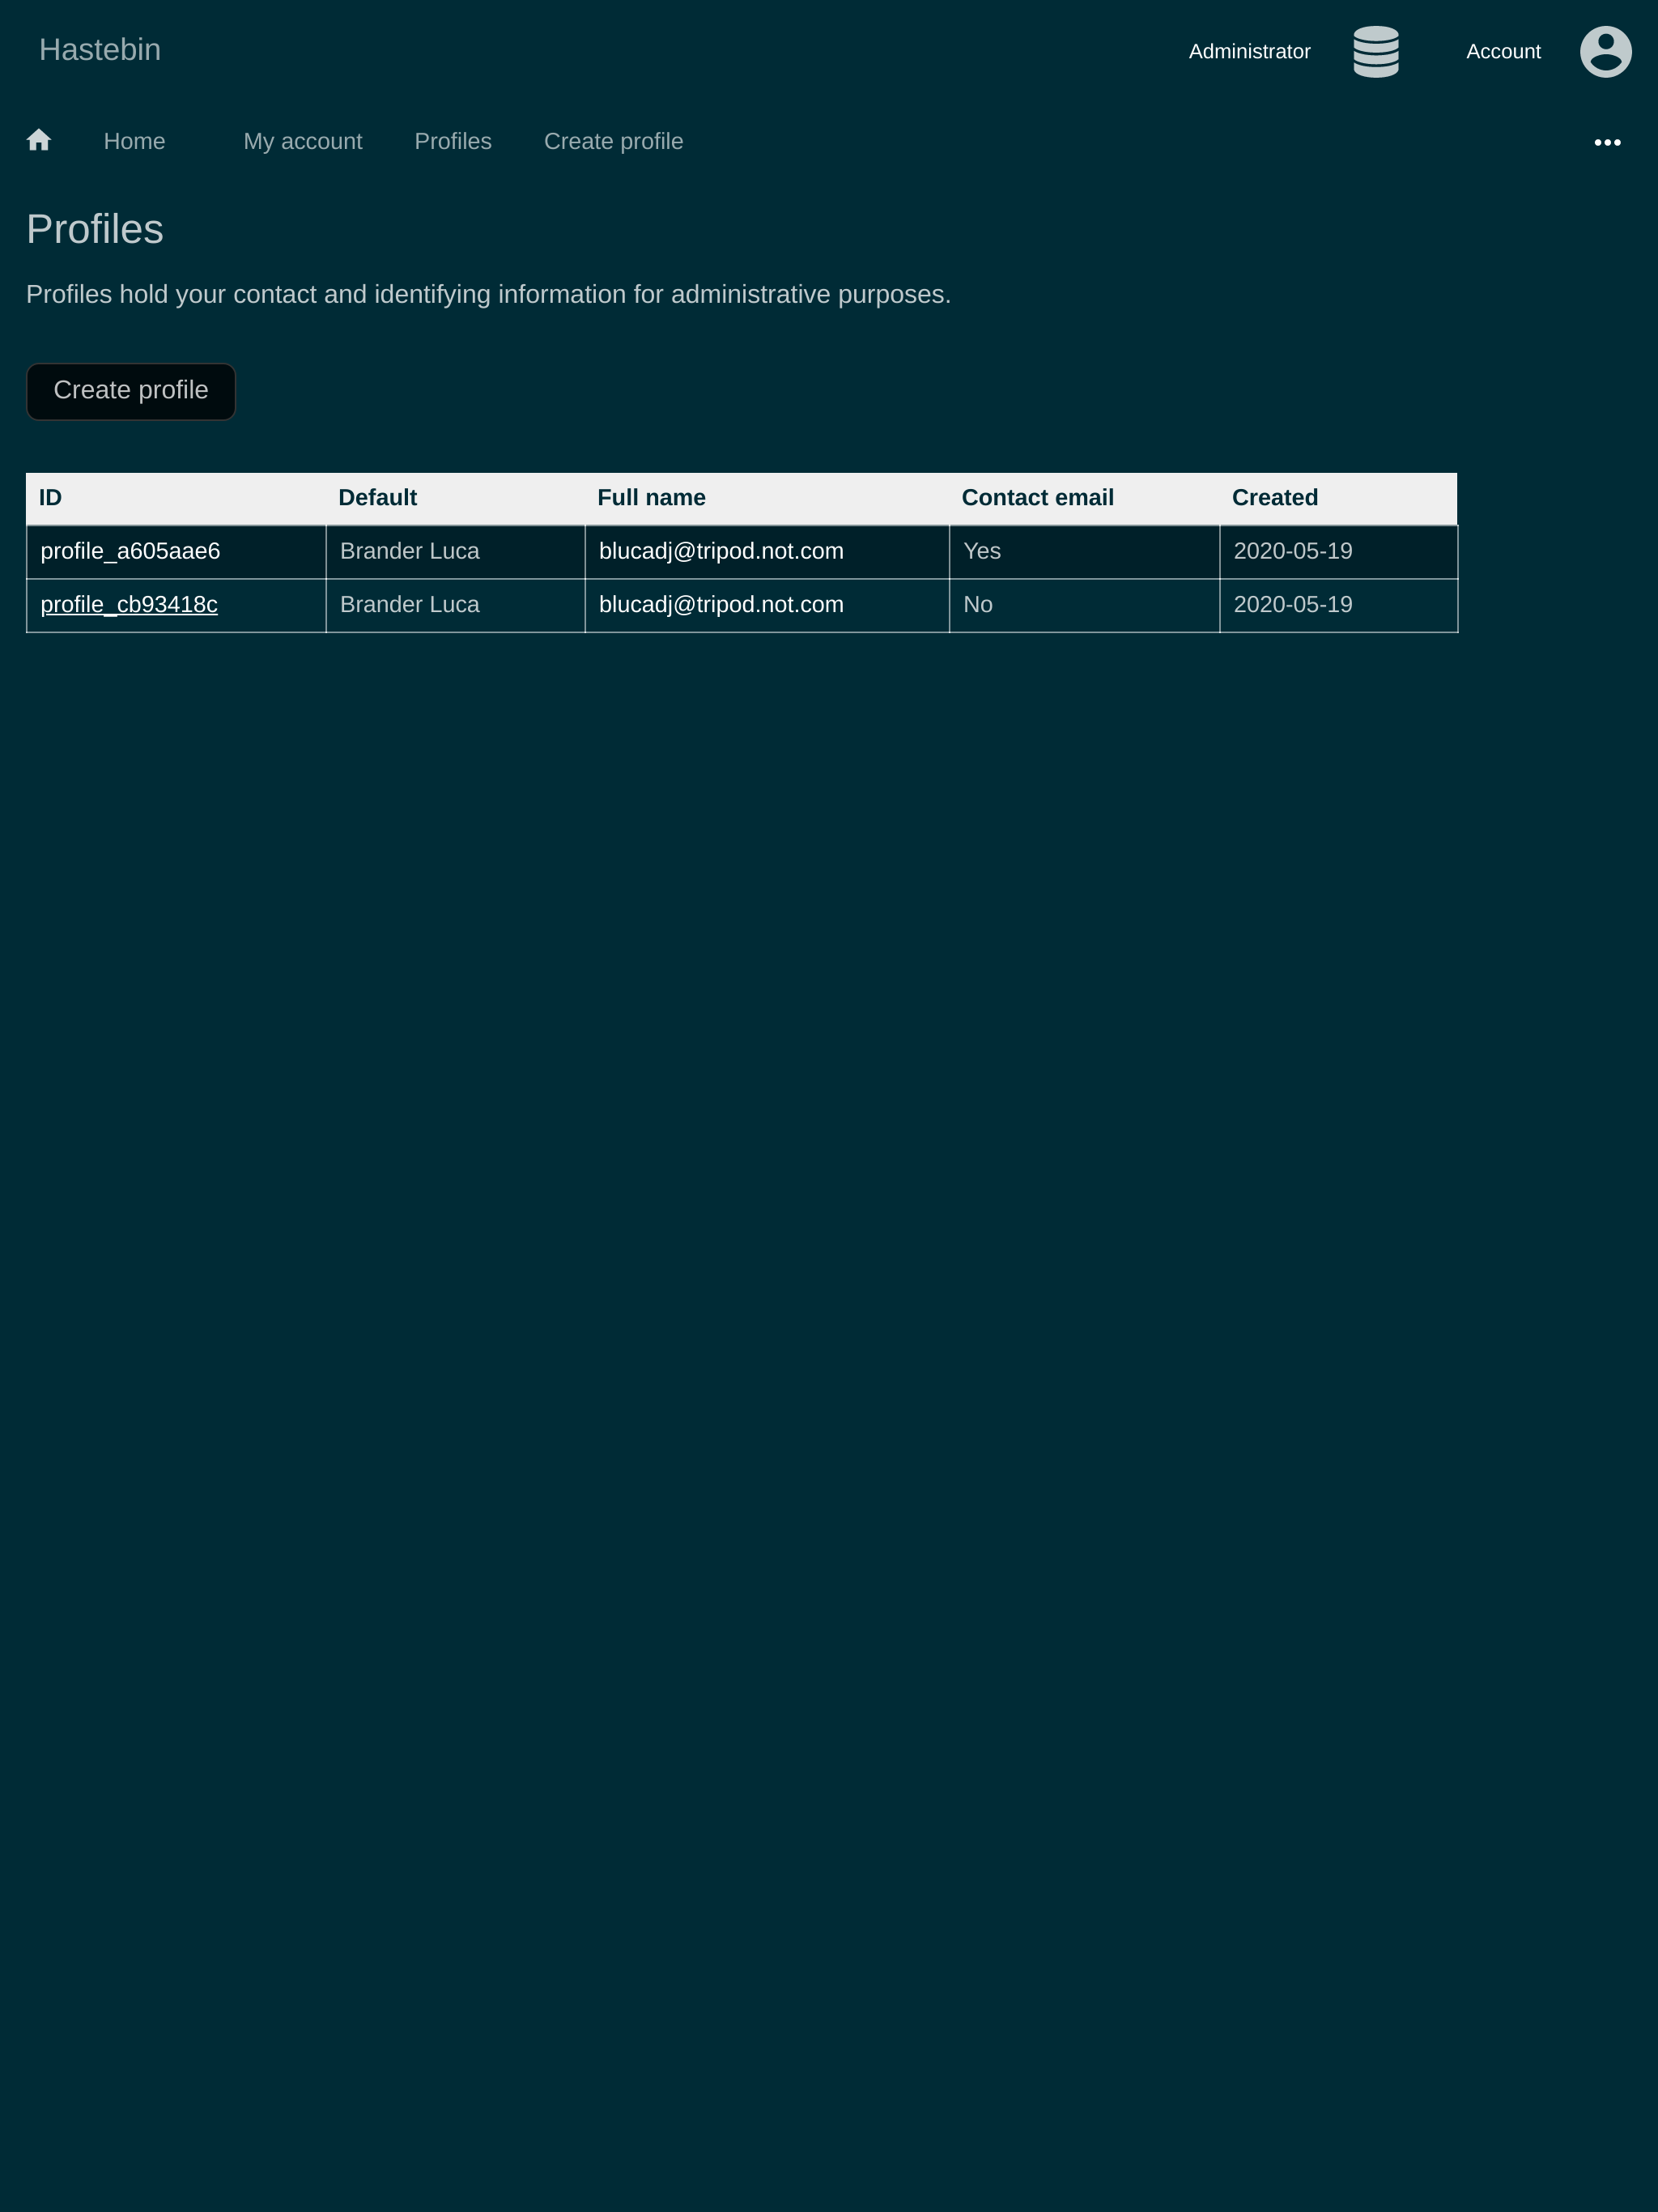 Hastebin Administrator Account
Home My account Profiles Create profile
Profiles
Profiles hold your contact and identifying information for administrative purposes.
Create profile
ID Default Full name Contact email Created
profile_a605aae6 Brander Luca blucadj@tripod.not.com Yes 2020-05-19
profile_cb93418c Brander Luca blucadj@tripod.not.com No 2020-05-19